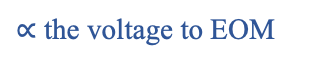 ∝ the voltage to EOM